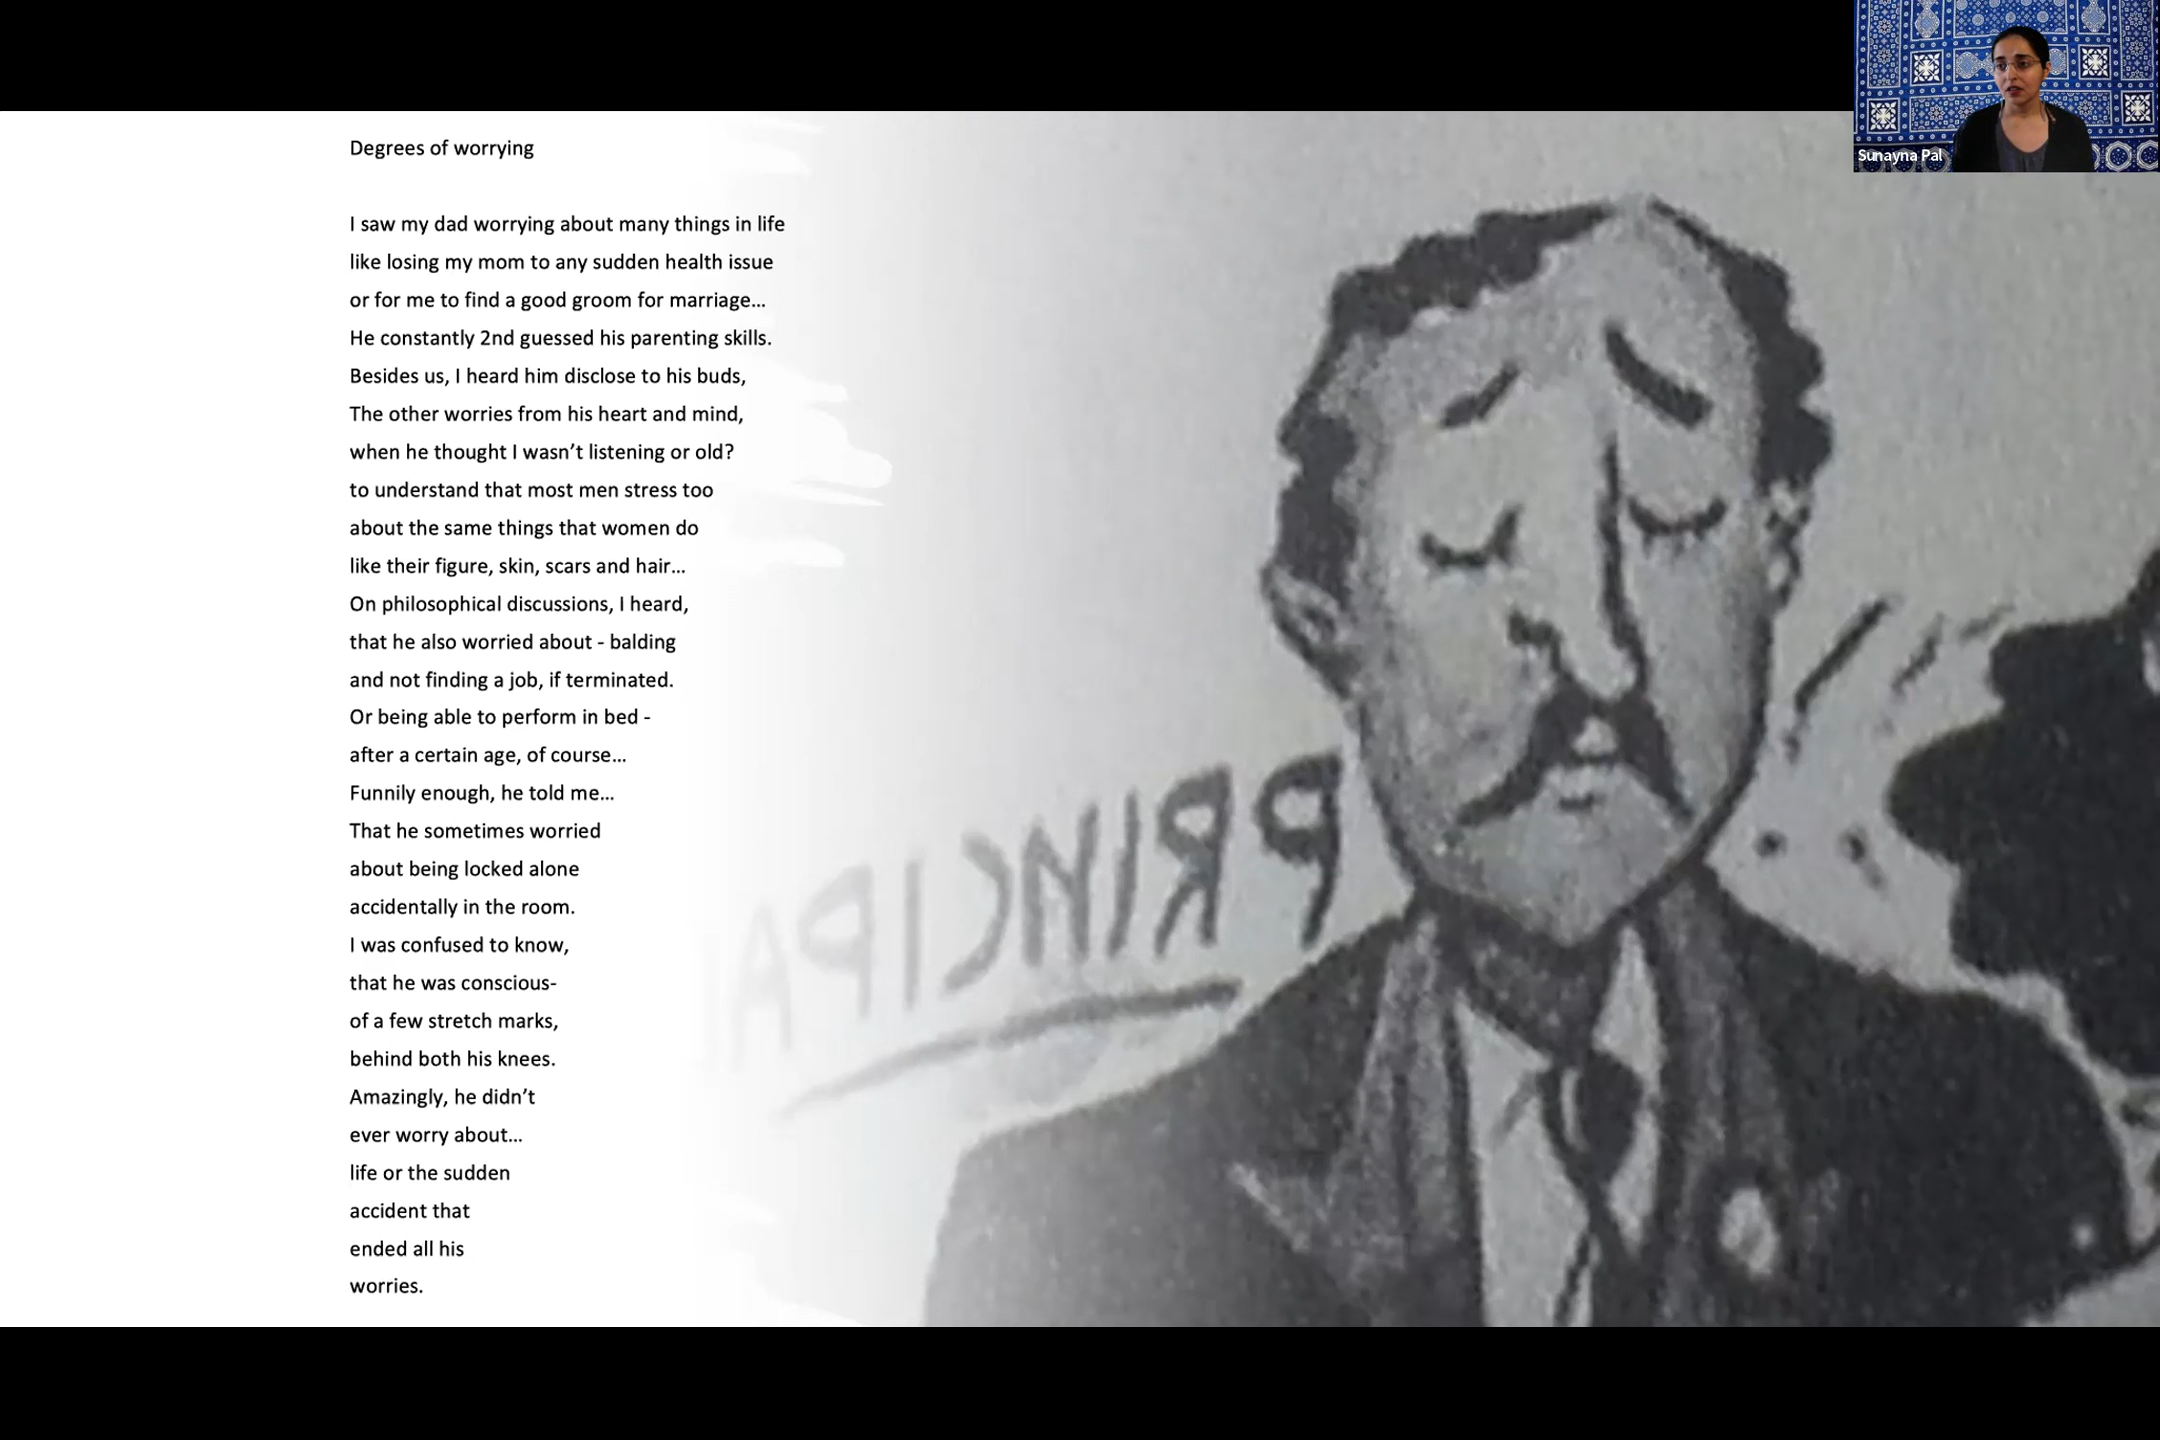 Sunayna Pal
Degrees of worrying
I saw my dad worrying about many things in life
like losing my mom to any sudden health issue
or for me to find a good groom for marriage...
He constantly 2nd guessed his parenting skills.
Besides us, I heard him disclose to his buds,
The other worries from his heart and mind,
when he thought I wasn’t listening or old?
to understand that most men stress too
about the same things that women do
like their figure, skin, scars and hair...
On philosophical discussions, I heard,
that he also worried about - balding
and not finding a job, if terminated.
Or being able to perform in bed -
after a certain age, of course...
Funnily enough, he told me...
That he sometimes worried
about being locked alone
accidentally in the room.
I was confused to know,
that he was conscious-
of a few stretch marks,
behind both his knees.
Amazingly, he didn’t
ever worry about...
life or the sudden
accident that
ended all his
worries.
PRINCIPAL